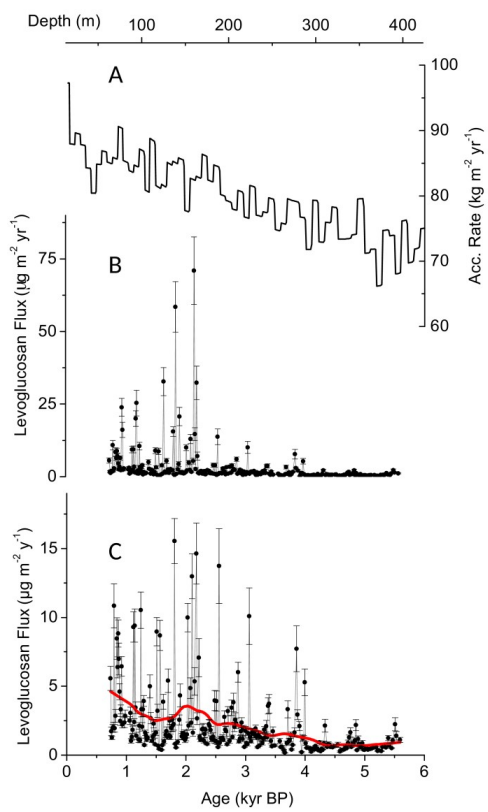 Depth (m)
100 200 300 400
A
100
90
80
70
60
Acc. Rate (kg m⁻² yr⁻¹)
B
75
50
25
0
Levoglucosan Flux (µg m⁻² yr⁻¹)
C
15
10
5
0
Levoglucosan Flux (µg m⁻² y⁻¹)
0 1 2 3 4 5 6
Age (kyr BP)